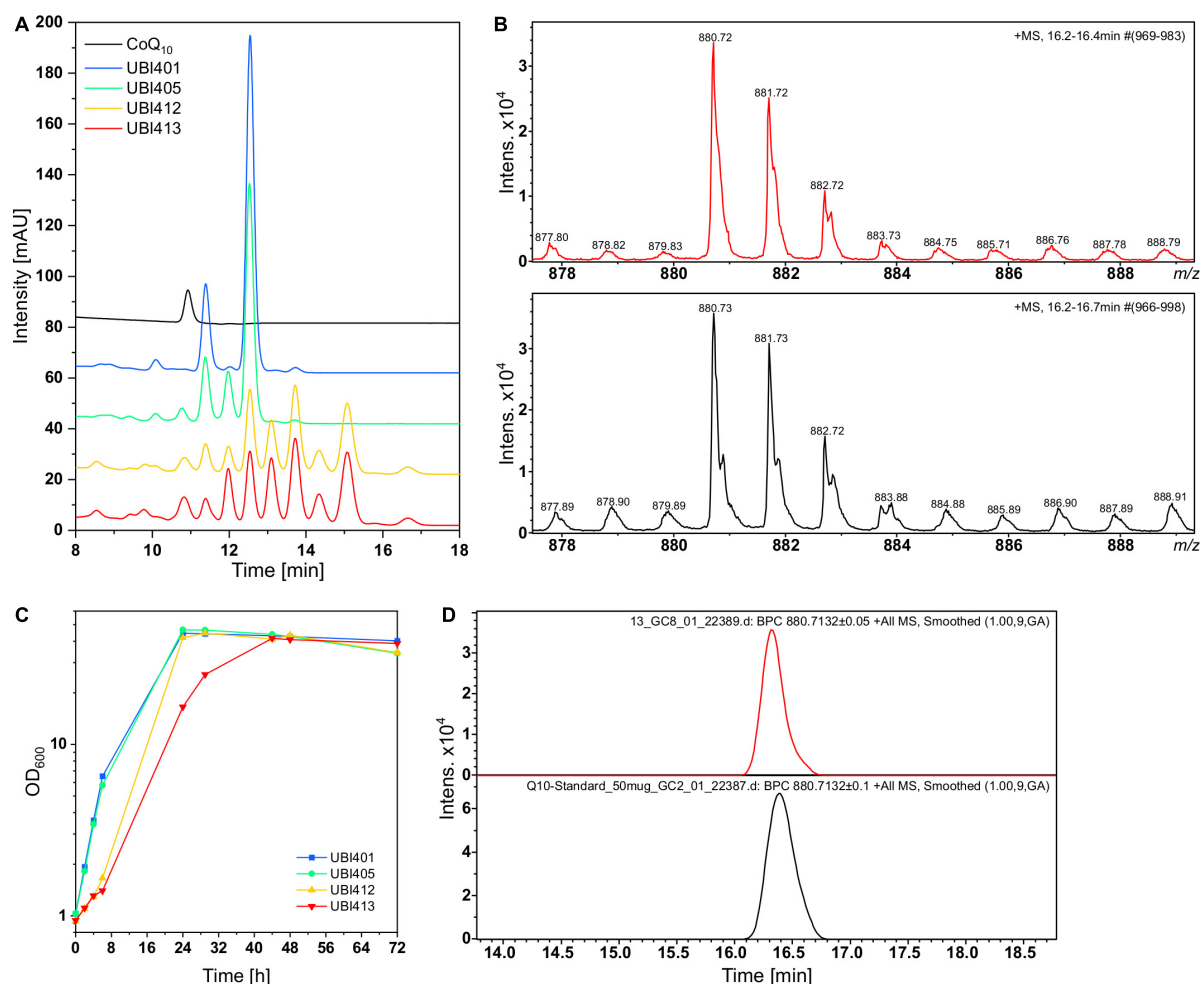 A
200
180
160
140
120
100
80
60
40
20
0
Intensity [mAU]
CoQ10
UBI401
UBI405
UBI412
UBI413
8 10 12 14 16 18
Time [min]
B
+MS, 16.2-16.4min #(969-983)
Intens. x10^4
3
2
1
0
877.80 878.82 879.83 880.72 881.72 882.72 883.73 884.75 885.71 886.76 887.78 888.79
878 880 882 884 886 888 m/z
+MS, 16.2-16.7min #(966-998)
Intens. x10^4
3
2
1
0
877.89 878.90 879.89 880.73 881.73 882.72 883.88 884.88 885.89 886.90 887.89 888.91
878 880 882 884 886 888 m/z
C
OD600
10
1
UBI401
UBI405
UBI412
UBI413
0 8 16 24 32 40 48 56 64 72
Time [h]
D
13_GC8_01_22389.d: BPC 880.7132±0.05 +All MS, Smoothed (1.00,9,GA)
Intens. x10^4
3
2
3
0
Q10-Standard_50mug_GC2_01_22387.d: BPC 880.7132±0.1 +All MS, Smoothed (1.00,9,GA)
6
4
2
0
14.0 14.5 15.0 15.5 16.0 16.5 17.0 17.5 18.0 18.5
Time [min]